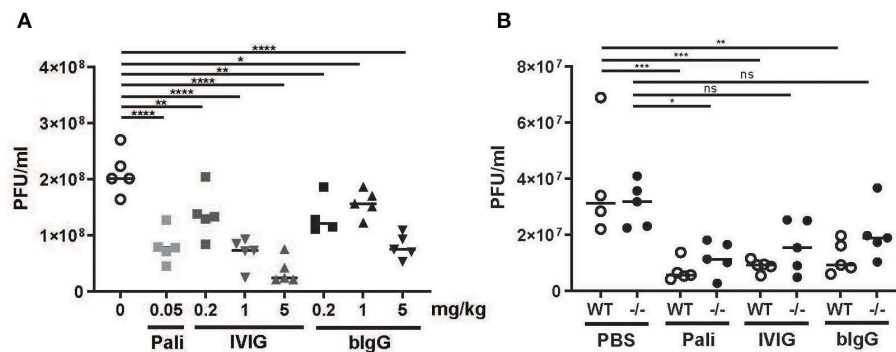 A
****
*
**
****
****
**
****
PFU/ml
4×10⁸
3×10⁸
2×10⁸
1×10⁸
0
0 0.05 0.2 1 5 0.2 1 5 mg/kg
Pali IVIG bIgG
B
**
***
***
ns
ns
*
PFU/ml
8×10⁷
6×10⁷
4×10⁷
2×10⁷
0
WT -/- WT -/- WT -/- WT -/-
PBS Pali IVIG bIgG